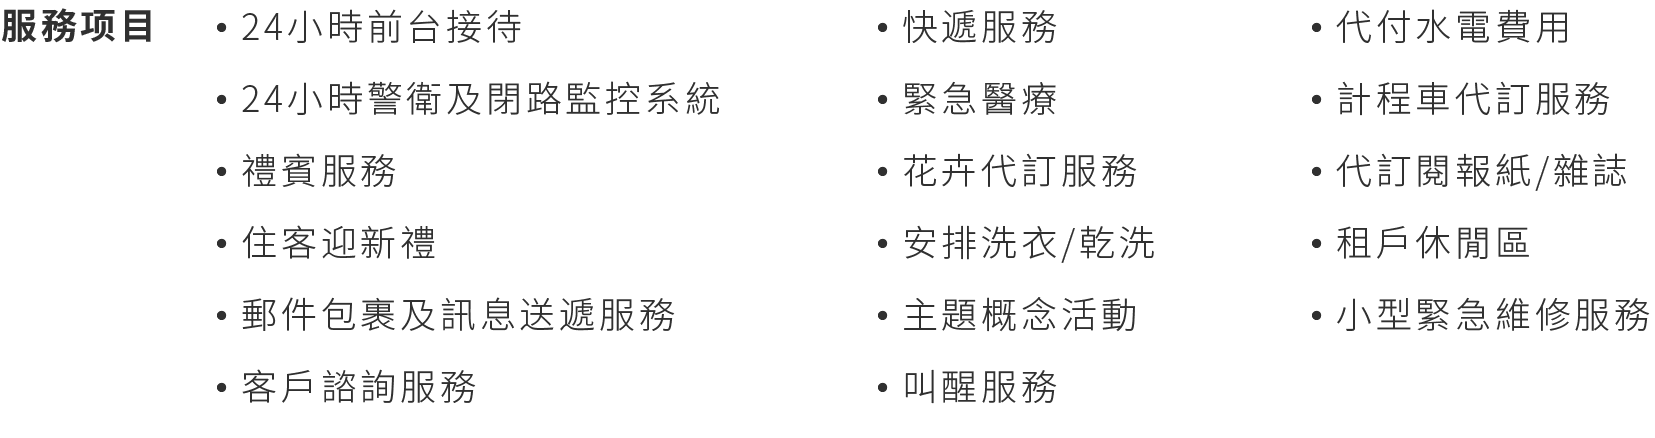 服務项目
• 24小時前台接待
• 24小時警衛及閉路監控系統
• 禮賓服務
• 住客迎新禮
• 郵件包裹及訊息送遞服務
• 客戶諮詢服務
• 快遞服務
• 緊急醫療
• 花卉代訂服務
• 安排洗衣/乾洗
• 主題概念活動
• 叫醒服務
• 代付水電費用
• 計程車代訂服務
• 代訂閱報紙/雜誌
• 租戶休閒區
• 小型緊急維修服務